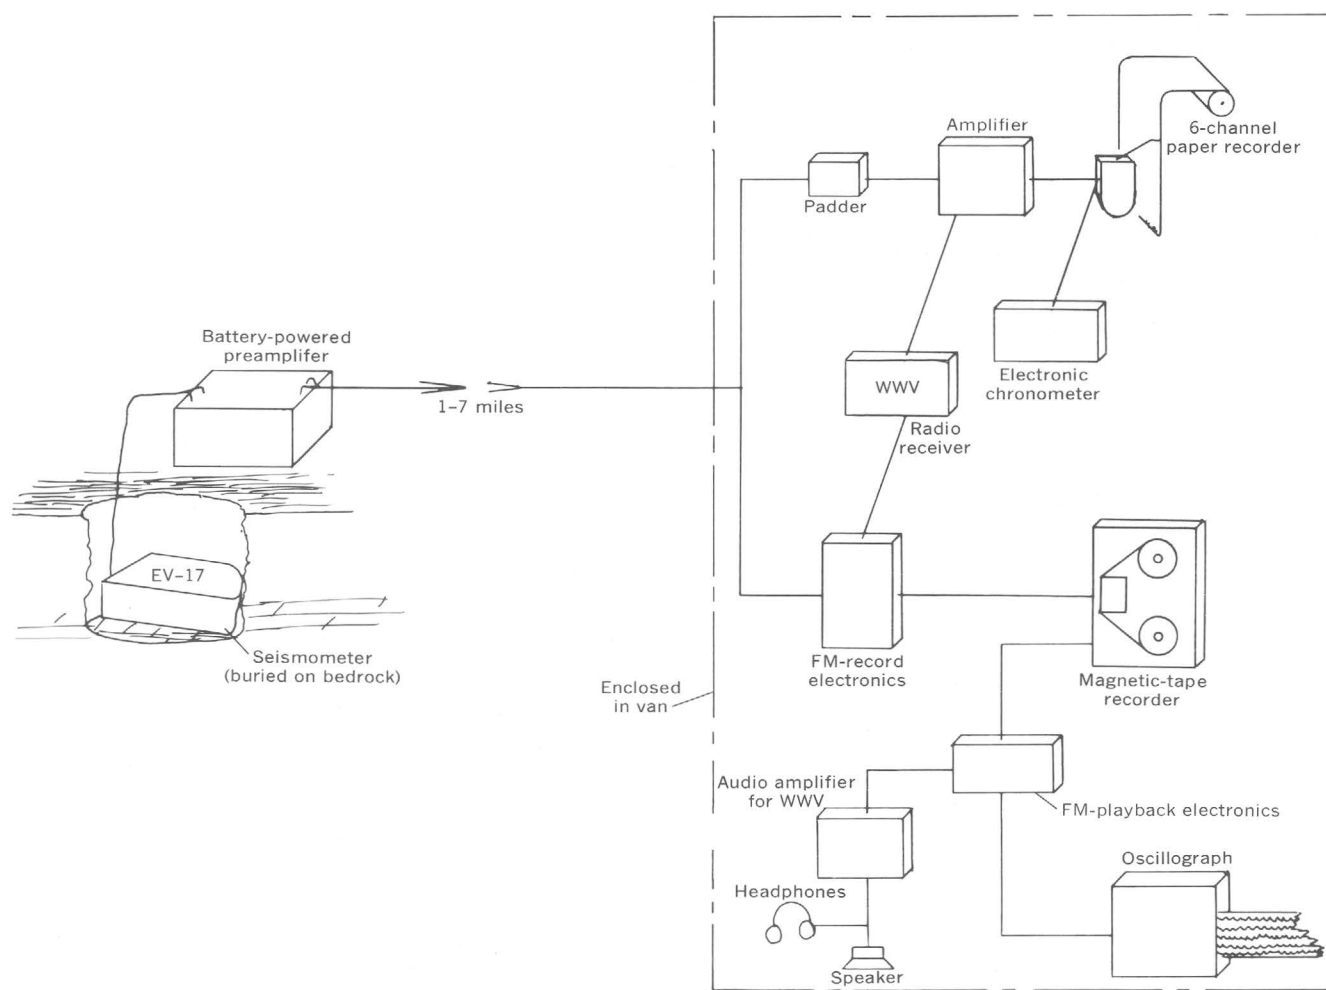 Amplifier
6-channel
paper recorder
Padder
Battery-powered
preamplifer
1–7 miles
WWV
Radio
receiver
Electronic
chronometer
EV–17
Seismometer
(buried on bedrock)
FM-record
electronics
Magnetic-tape
recorder
Enclosed
in van
Audio amplifier
for WWV
FM-playback electronics
Oscillograph
Headphones
Speaker